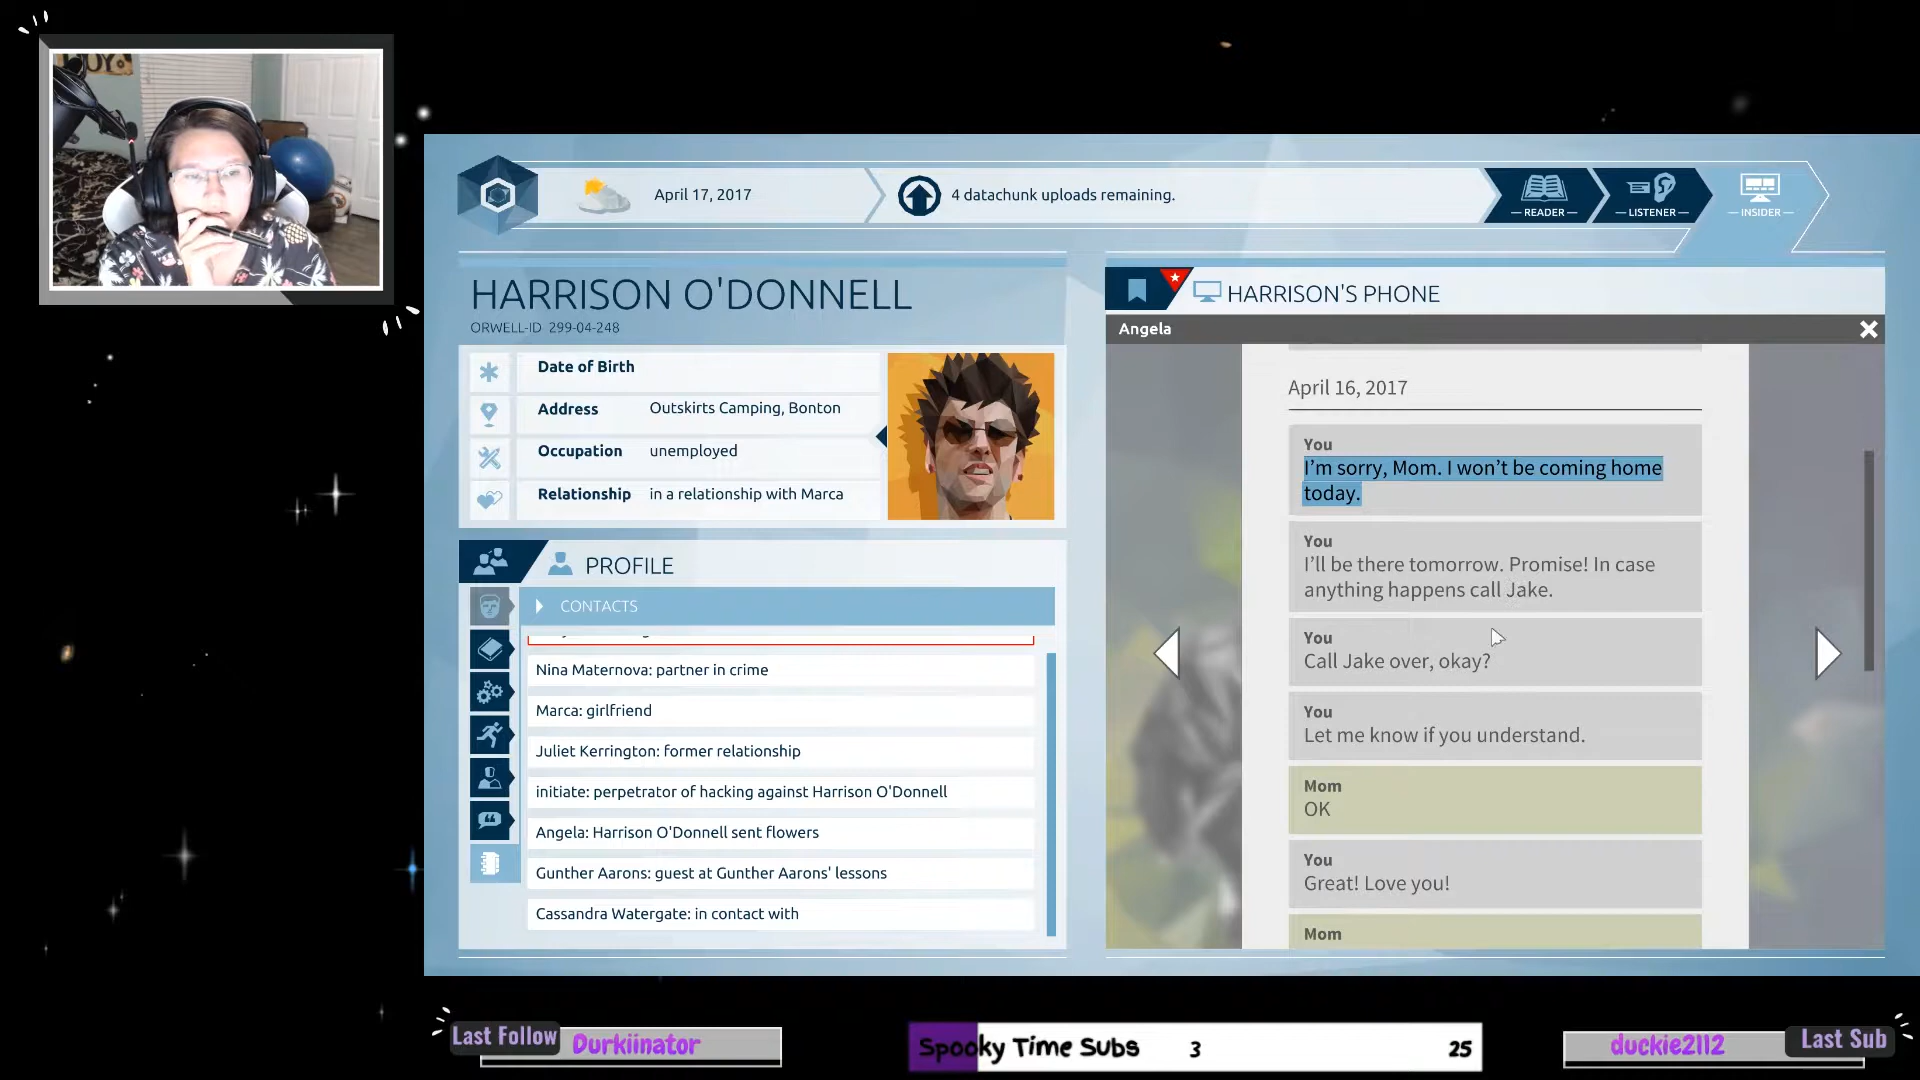 April 17, 2017
4 datachunk uploads remaining.
READER
LISTENER
INSIDER
HARRISON O'DONNELL
ORWELL-ID 299-04-248
Date of Birth
Address Outskirts Camping, Bonton
Occupation unemployed
Relationship in a relationship with Marca
PROFILE
CONTACTS
Nina Maternova: partner in crime
Marca: girlfriend
Juliet Kerrington: former relationship
initiate: perpetrator of hacking against Harrison O'Donnell
Angela: Harrison O'Donnell sent flowers
Gunther Aarons: guest at Gunther Aarons' lessons
Cassandra Watergate: in contact with
HARRISON'S PHONE
Angela
April 16, 2017
You
I'm sorry, Mom. I won't be coming home
today.
You
I'll be there tomorrow. Promise! In case
anything happens call Jake.
You
Call Jake over, okay?
You
Let me know if you understand.
Mom
OK
You
Great! Love you!
Mom
Last Follow
Durkiinator
Spooky Time Subs 3 25
duckie2112
Last Sub